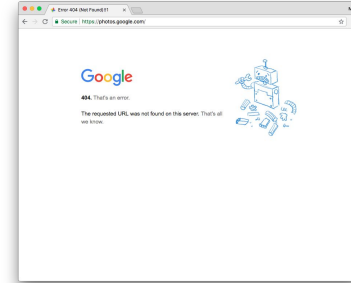 Error 404 (Not Found)!!1
Secure | https://photos.google.com/
Google
404. That's an error.
The requested URL was not found on this server. That's all
we know.